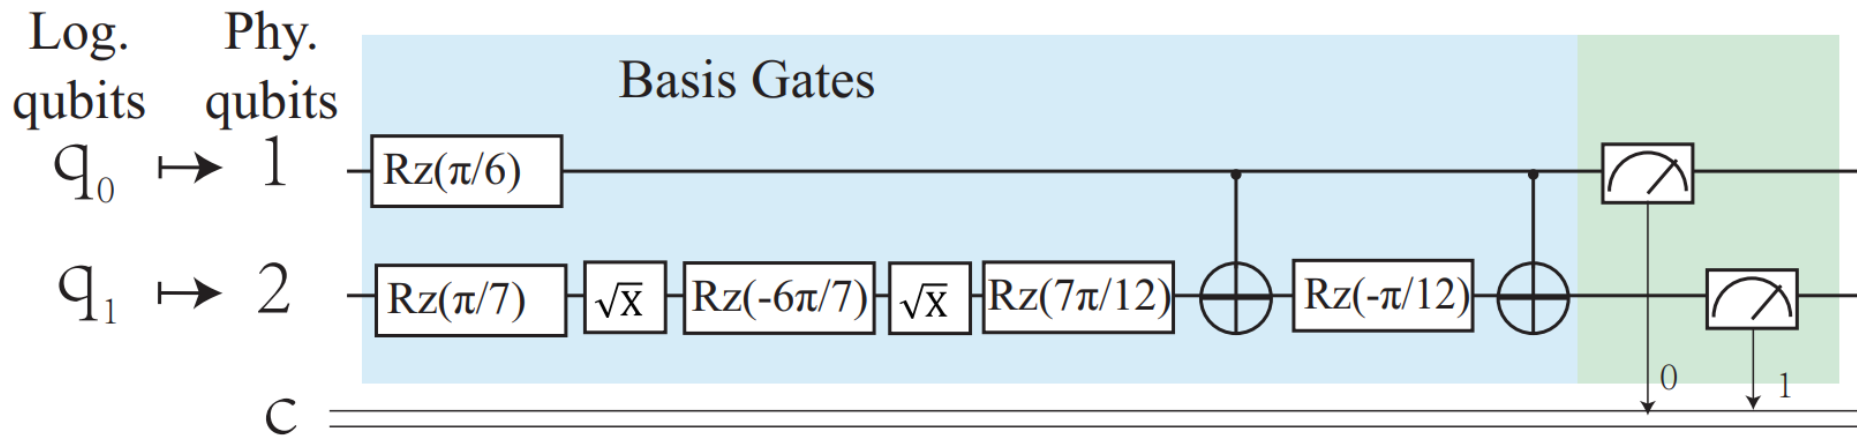 Log. qubits
Phy. qubits
Basis Gates
q₀ ↦ 1
Rz(π/6)
q₁ ↦ 2
Rz(π/7) √x Rz(-6π/7) √x Rz(7π/12) Rz(-π/12)
0 1
C